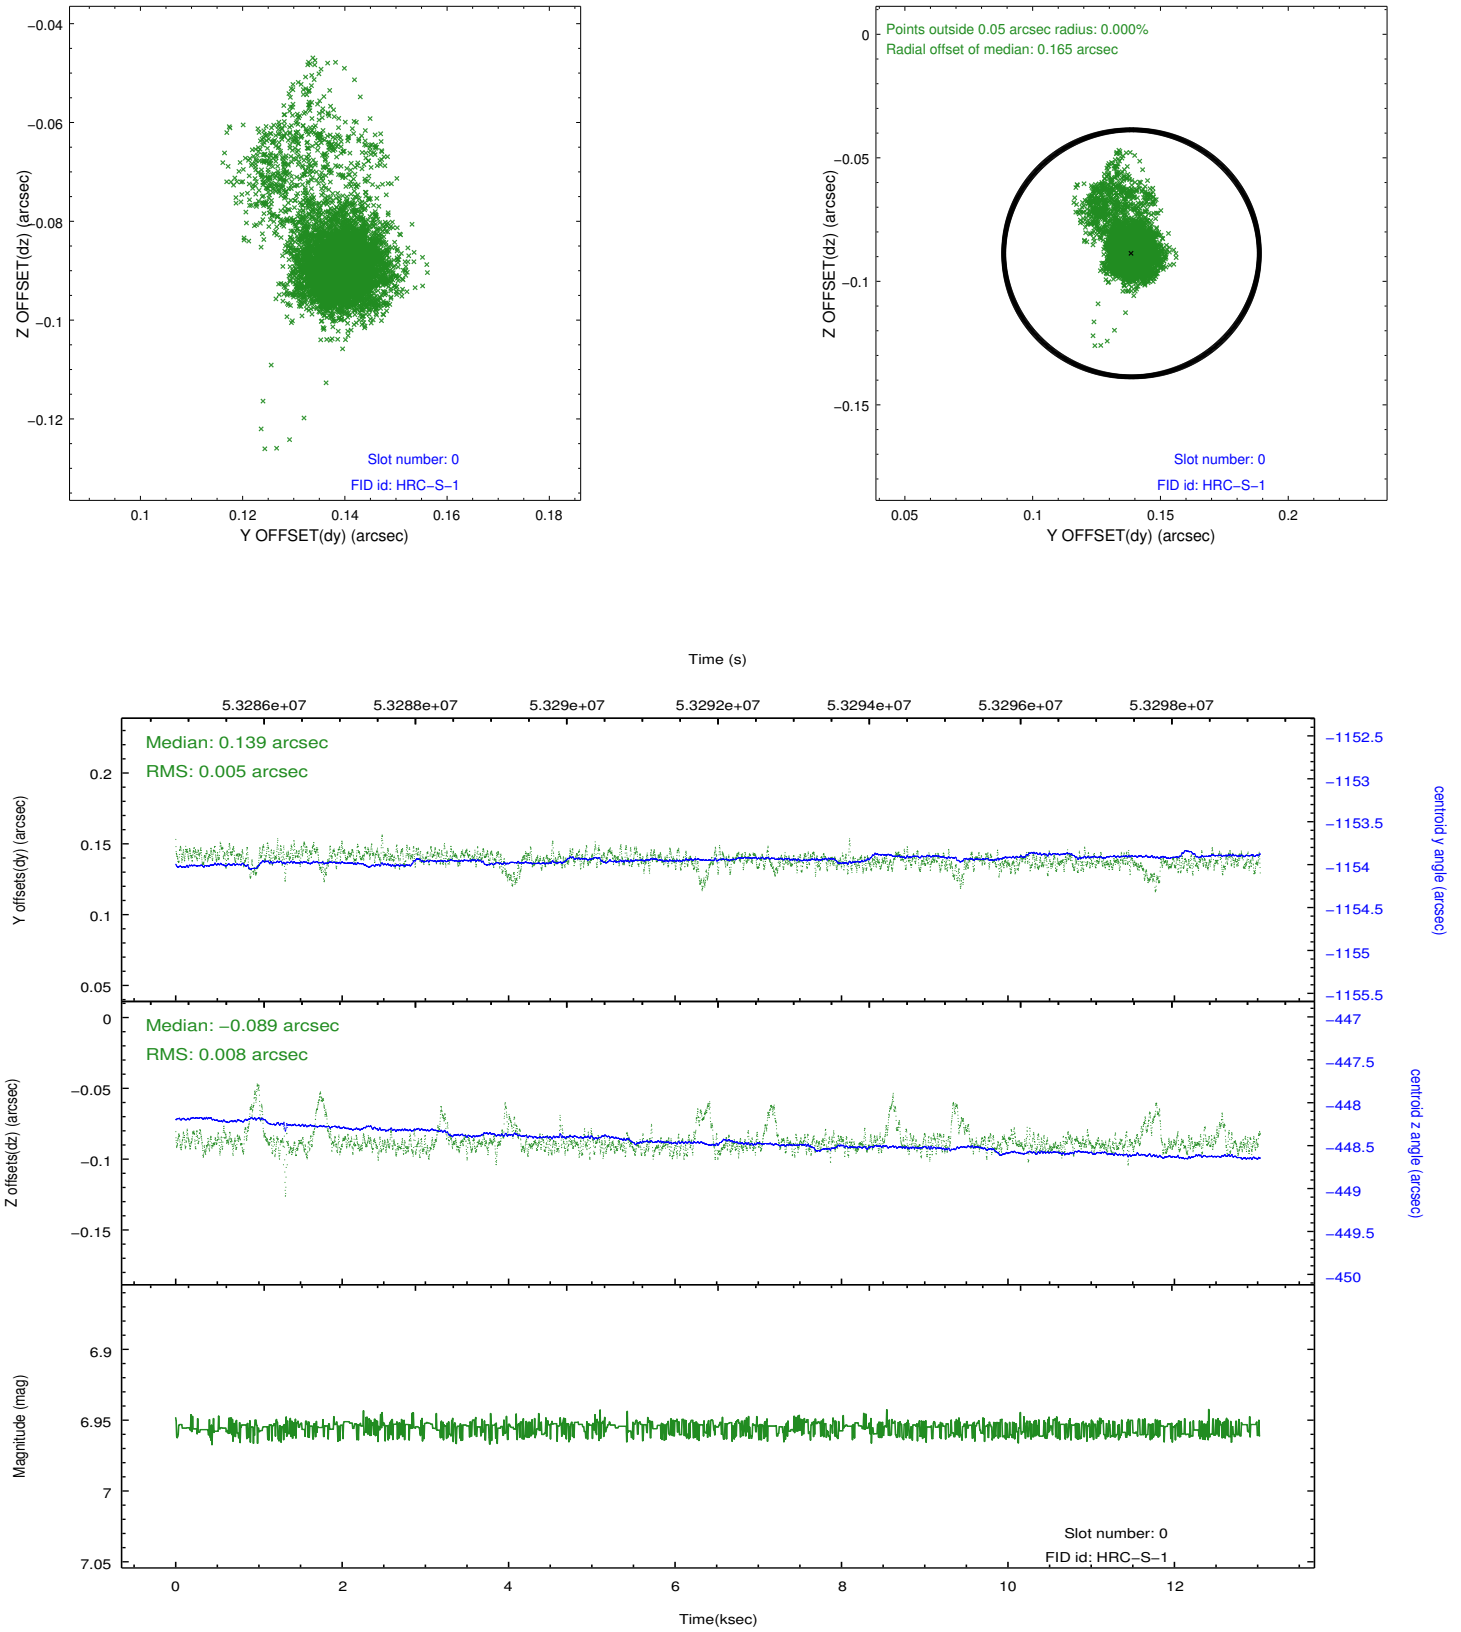 −0.04
−0.06
−0.08
−0.1
−0.12
Z OFFSET(dz) (arcsec)
Slot number: 0
FID id: HRC−S−1
0.1
0.12
0.14
0.16
0.18
Y OFFSET(dy) (arcsec)
Points outside 0.05 arcsec radius: 0.000%
Radial offset of median: 0.165 arcsec
0
−0.05
−0.1
−0.15
Z OFFSET(dz) (arcsec)
Slot number: 0
FID id: HRC−S−1
0.05
0.1
0.15
0.2
Y OFFSET(dy) (arcsec)
Time (s)
5.3286e+07
5.3288e+07
5.329e+07
5.3292e+07
5.3294e+07
5.3296e+07
5.3298e+07
Median: 0.139 arcsec
RMS: 0.005 arcsec
0.2
0.15
0.1
0.05
Y offsets(dy) (arcsec)
−1152.5
−1153
−1153.5
−1154
−1154.5
−1155
−1155.5
centroid y angle (arcsec)
Median: −0.089 arcsec
RMS: 0.008 arcsec
0
−0.05
−0.1
−0.15
Z offsets(dz) (arcsec)
−447
−447.5
−448
−448.5
−449
−449.5
−450
centroid z angle (arcsec)
6.9
6.95
7
7.05
Magnitude (mag)
Slot number: 0
FID id: HRC−S−1
0
2
4
6
8
10
12
Time(ksec)